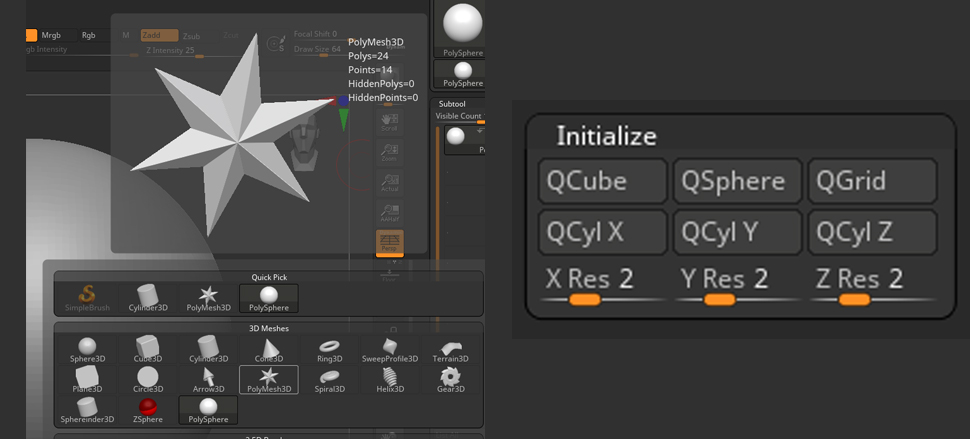 Mrgb Rgb M Zadd Zsub Focal Shift 0
gb Intensity Z Intensity 25 Draw Size 64
PolyMesh3D
Polys=24
Points=14
HiddenPolys=0
HiddenPoints=0
PolySphere
PolySphere
Subtool
Visible Count
Scroll
Zoom
Actual
AAHalf
Persp
Quick Pick
SimpleBrush Cylinder3D PolyMesh3D PolySphere
3D Meshes
Sphere3D Cube3D Cylinder3D Cone3D Ring3D SweepProfile3D Terrain3D
Plane3D Circle3D Arrow3D PolyMesh3D Spiral3D Helix3D Gear3D
Sphereinder3D ZSphere PolySphere
Initialize
QCube QSphere QGrid
QCyl X QCyl Y QCyl Z
X Res 2 Y Res 2 Z Res 2